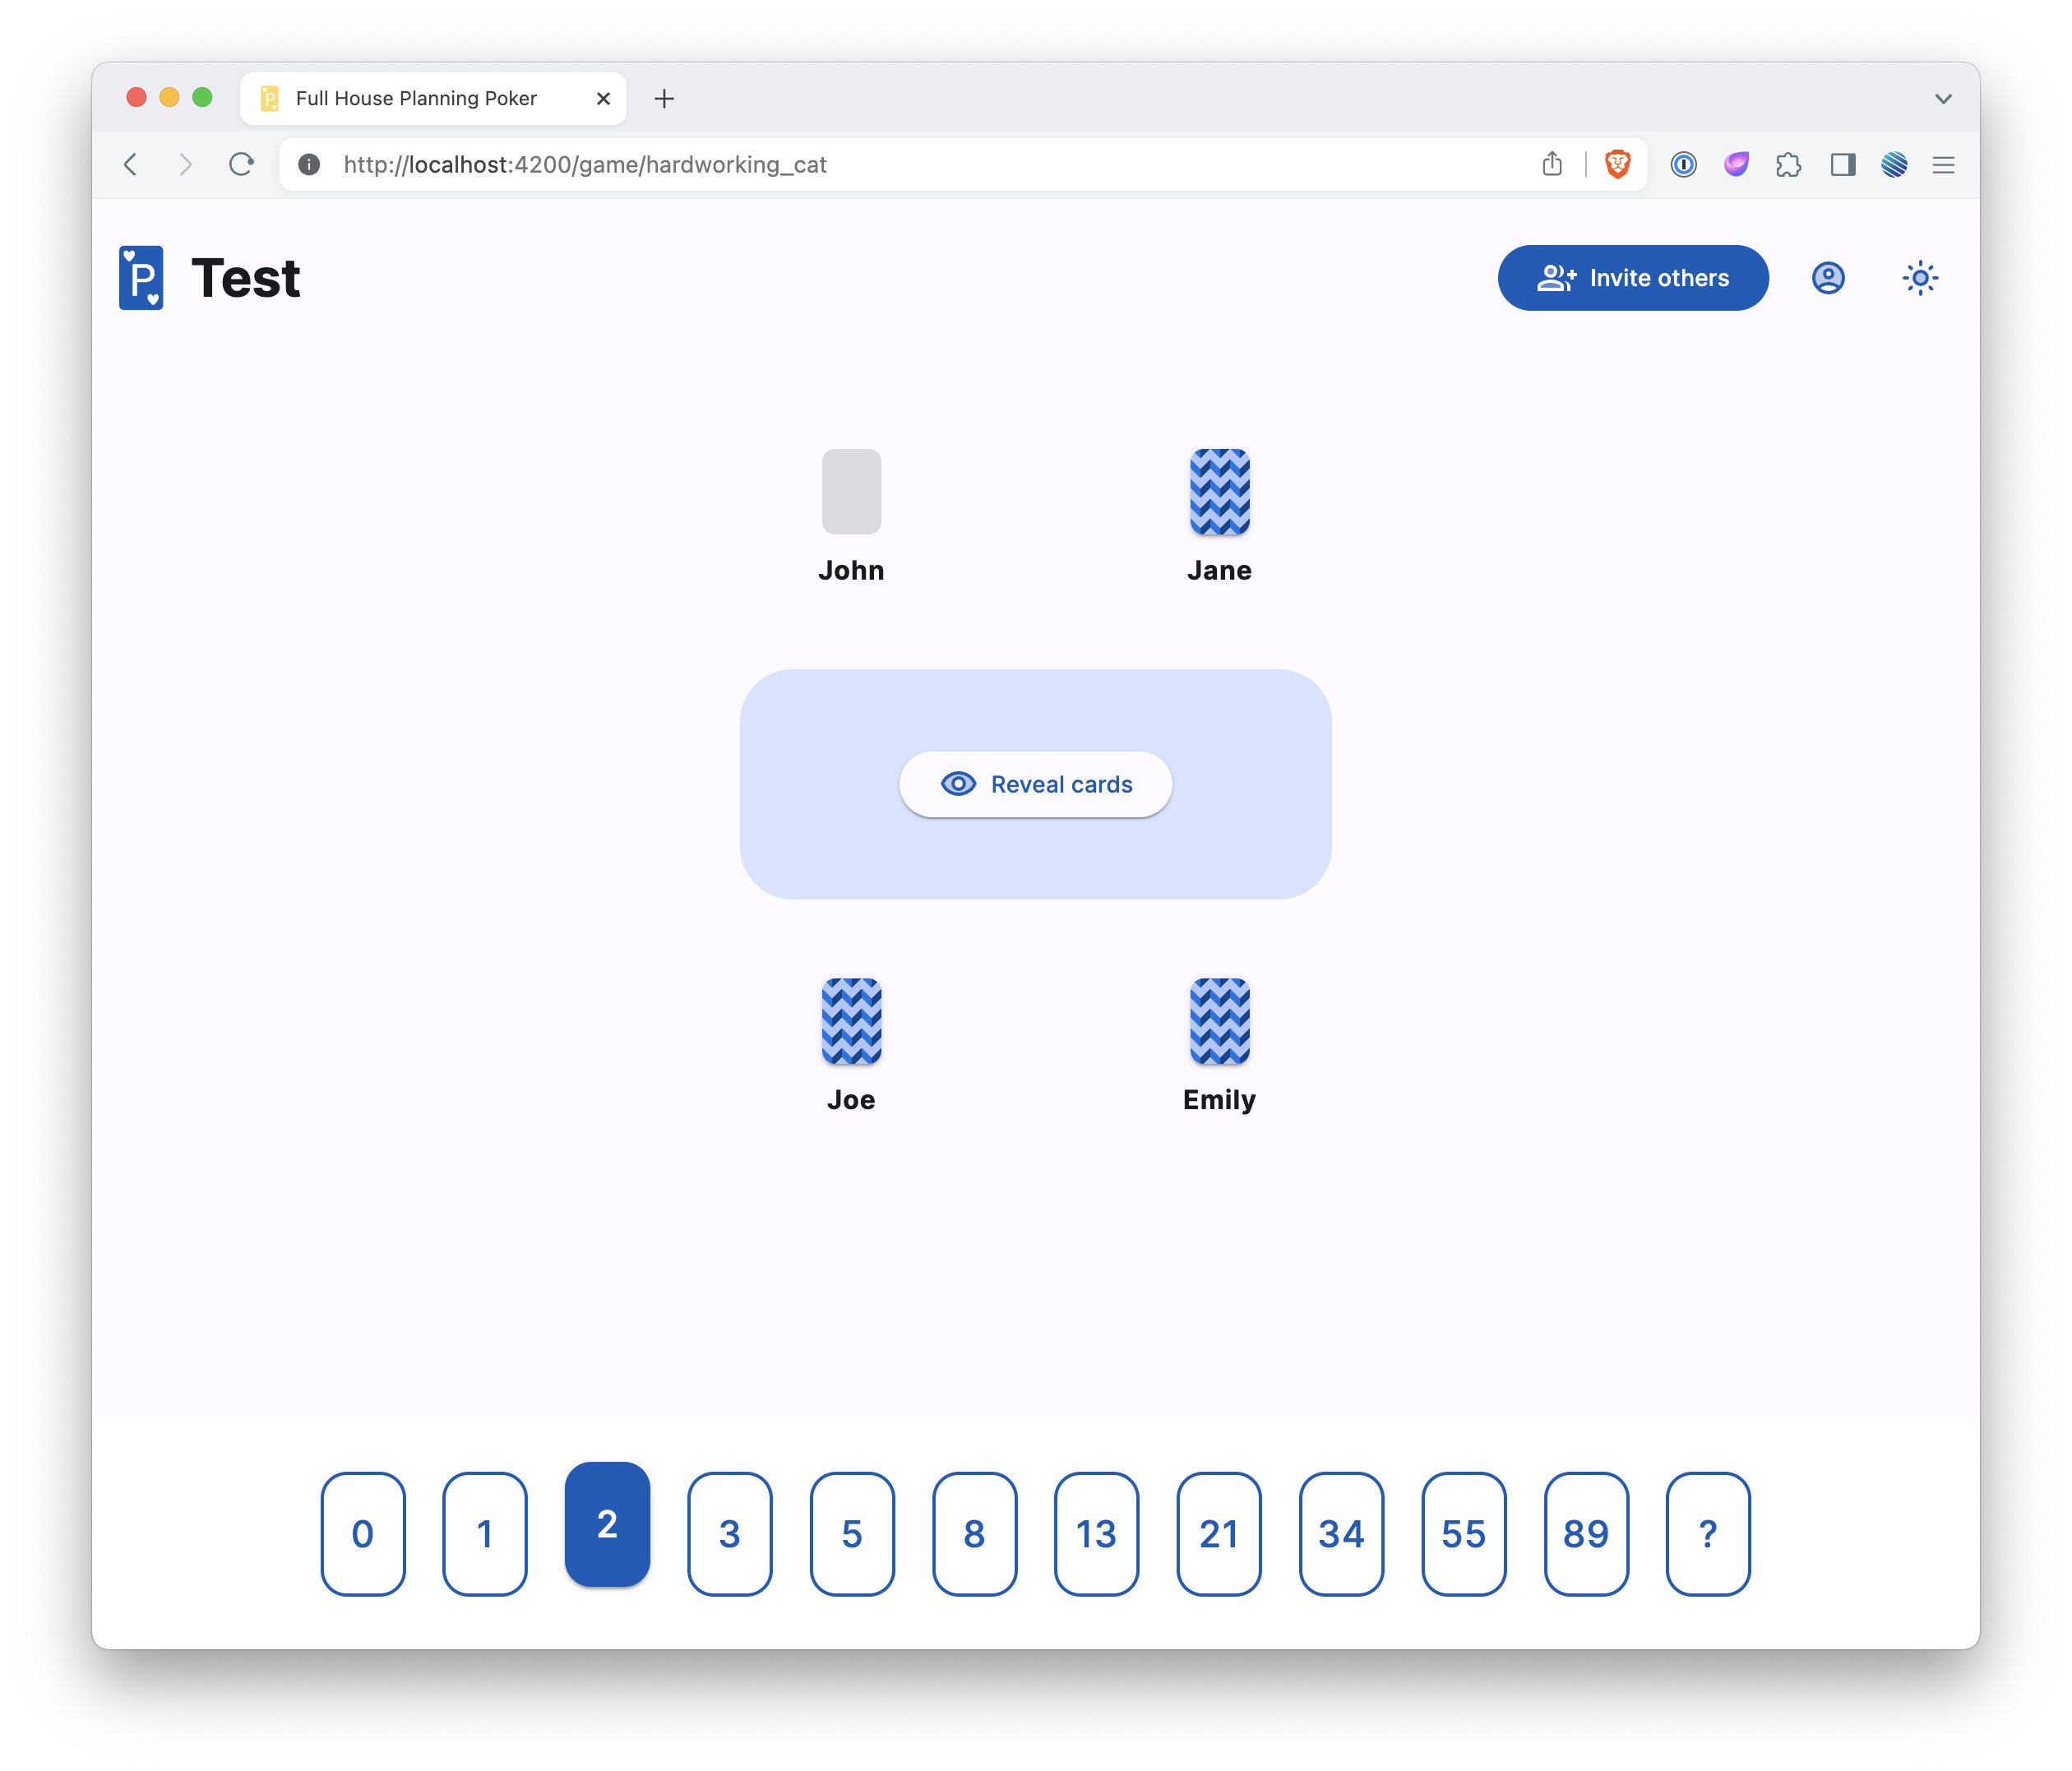 Full House Planning Poker
http://localhost:4200/game/hardworking_cat
P Test
Invite others
John
Jane
Reveal cards
Joe
Emily
0 1 2 3 5 8 13 21 34 55 89 ?